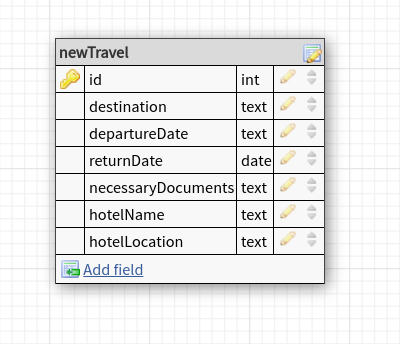 newTravel
id int
destination text
departureDate text
returnDate date
necessaryDocuments text
hotelName text
hotelLocation text
Add field